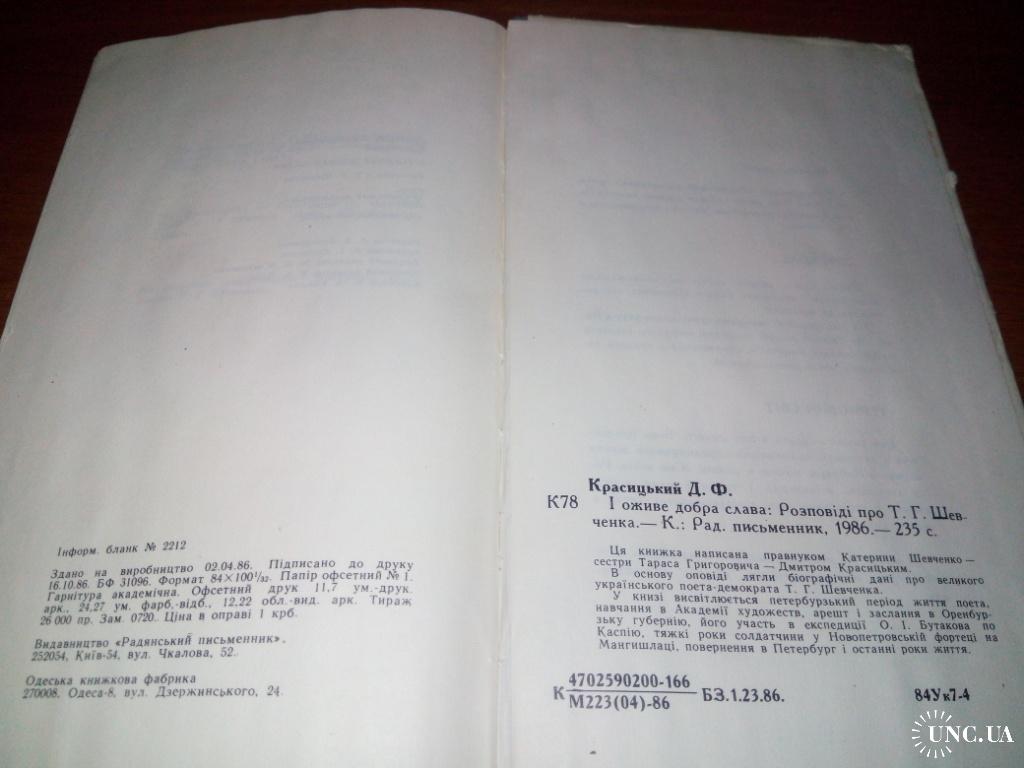 Інформ. бланк № 2212
Здано на виробництво 02.04.86. Підписано до друку
16.10.86. БФ 31096. Формат 84×100¹/₃₂. Папір офсетний № 1.
Гарнітура академічна. Офсетний друк 11,7 ум.-друк.
арк., 24,27 ум. фарб.-відб., 12,22 обл.-вид. арк. Тираж
26 000 пр. Зам. 0720. Ціна в оправі 1 крб.
Видавництво «Радянський письменник».
252054, Київ-54, вул. Чкалова, 52.
Одеська книжкова фабрика
270008. Одеса-8, вул. Дзержинського, 24.
Красицький Д. Ф.
К78 І оживе добра слава: Розповіді про Т. Г. Шев-
ченка.— К.: Рад. письменник, 1986.— 235 с.
Ця книжка написана правнуком Катерини Шевченко —
сестри Тараса Григоровича — Дмитром Красицьким.
В основу оповіді лягли біографічні дані про великого
українського поета-демократа Т. Г. Шевченка.
У книзі висвітлюється петербурзький період життя поета,
навчання в Академії художеств, арешт і заслання в Оренбур-
зьку губернію, його участь в експедиції О. І. Бутакова по
Каспію, тяжкі роки солдатчини у Новопетровській фортеці на
Мангишлаці, повернення в Петербург і останні роки життя.
К 4702590200-166
М223(04)-86 БЗ.1.23.86. 84Ук7-4
UNC.UA